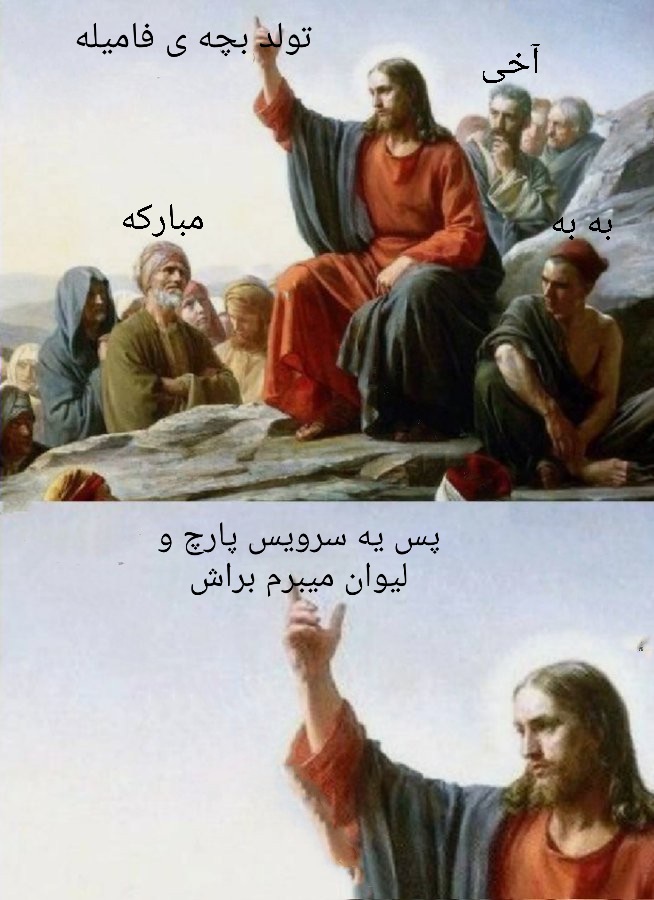 تولد بچه ی فامیله
آخی
مبارکه
به به
پس یه سرویس پارچ و
لیوان میبرم براش